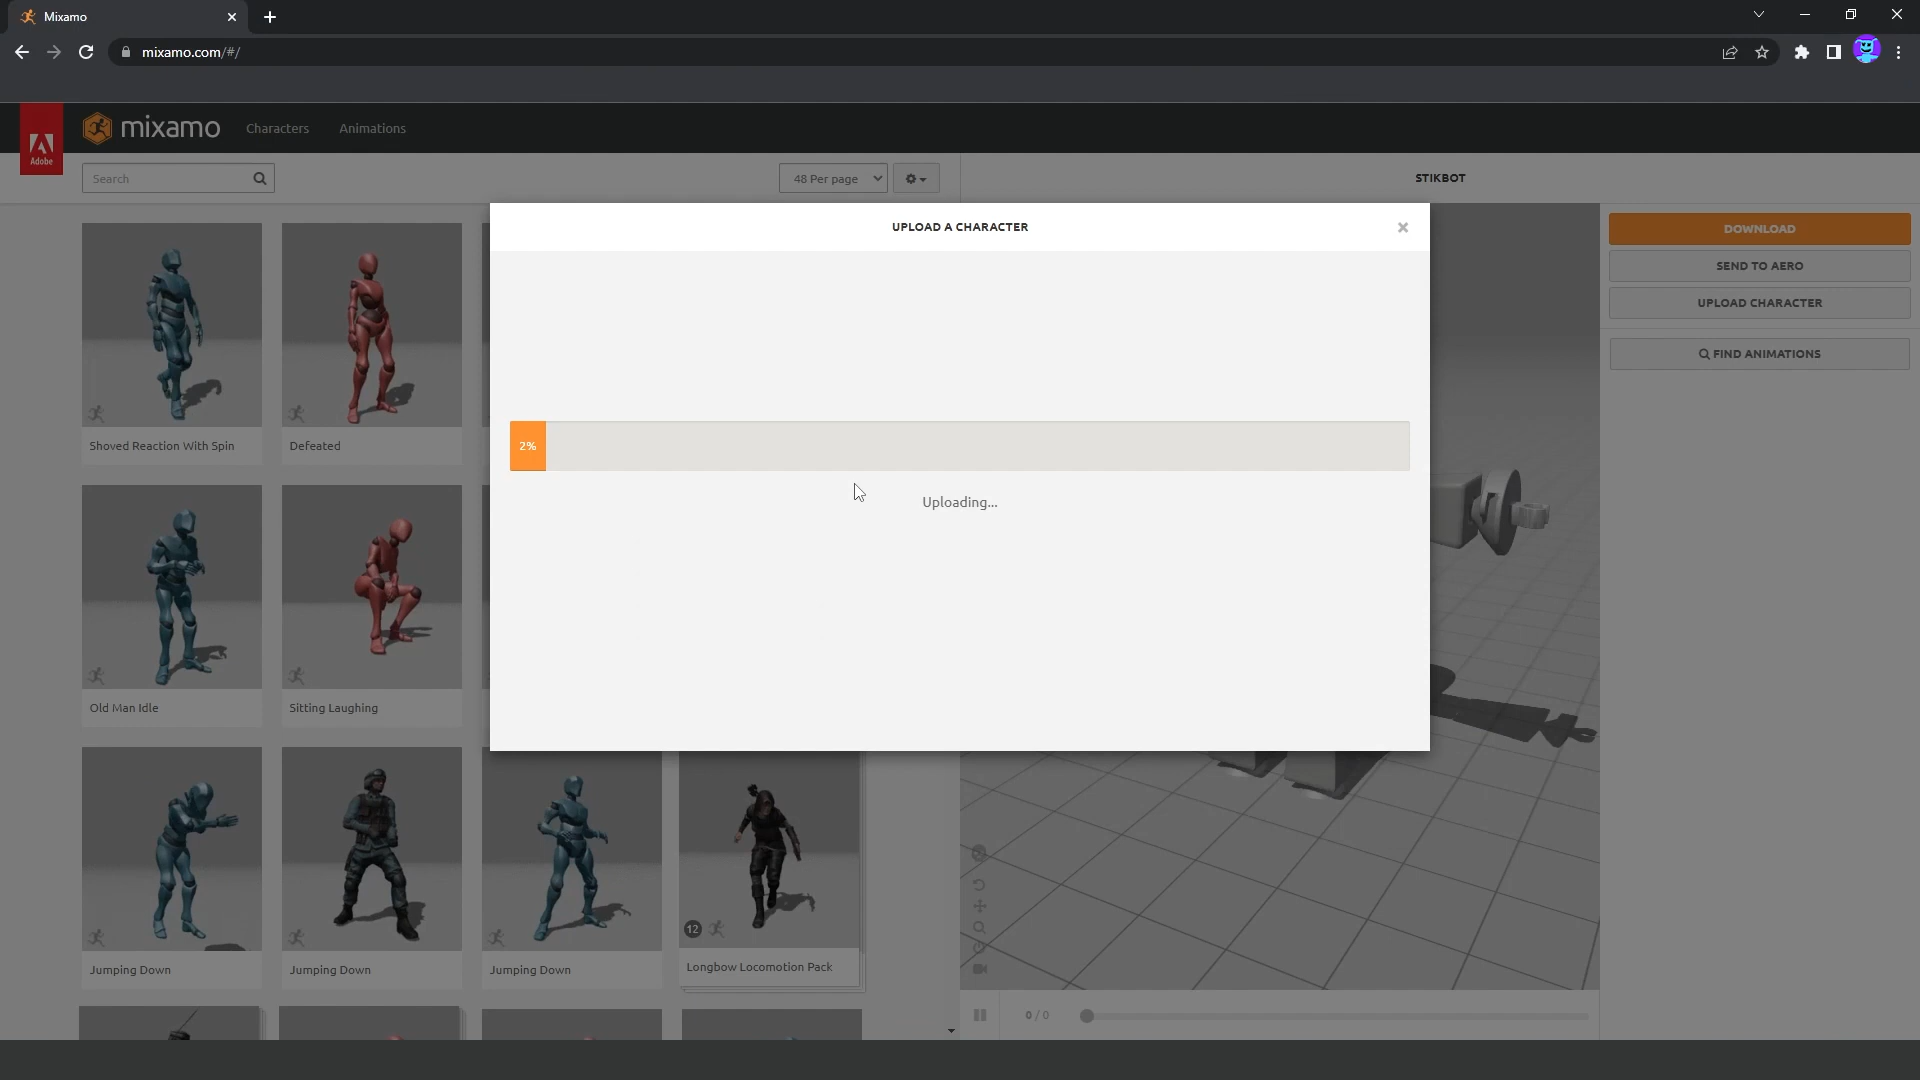 Mixamo
mixamo.com/#/
Adobe
mixamo
Characters
Animations
Search
48 Per page
STIKBOT
UPLOAD A CHARACTER
DOWNLOAD
SEND TO AERO
UPLOAD CHARACTER
FIND ANIMATIONS
2%
Uploading...
Shoved Reaction With Spin
Defeated
Old Man Idle
Sitting Laughing
12
Jumping Down
Jumping Down
Jumping Down
Longbow Locomotion Pack
0 / 0